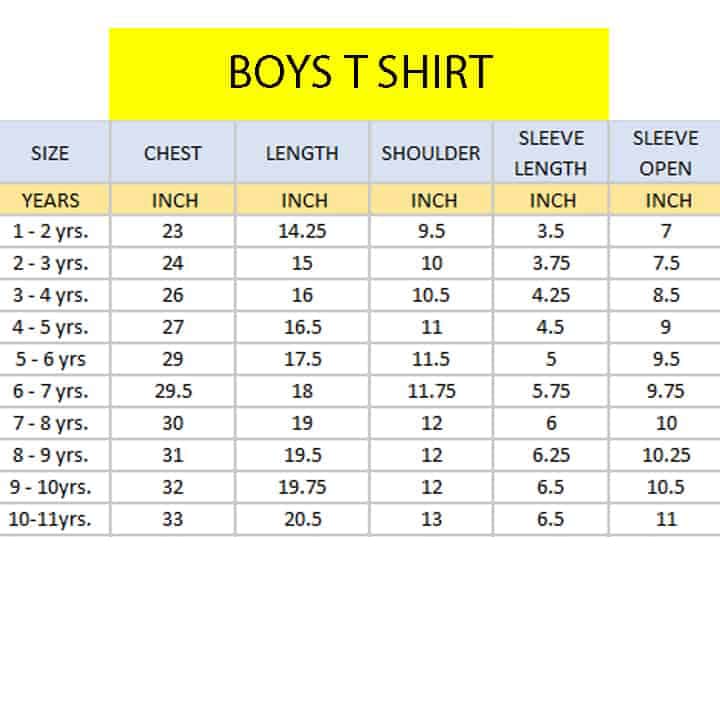 BOYS T SHIRT
SIZE CHEST LENGTH SHOULDER SLEEVE LENGTH SLEEVE OPEN
YEARS INCH INCH INCH INCH INCH
1 - 2 yrs. 23 14.25 9.5 3.5 7
2 - 3 yrs. 24 15 10 3.75 7.5
3 - 4 yrs. 26 16 10.5 4.25 8.5
4 - 5 yrs. 27 16.5 11 4.5 9
5 - 6 yrs 29 17.5 11.5 5 9.5
6 - 7 yrs. 29.5 18 11.75 5.75 9.75
7 - 8 yrs. 30 19 12 6 10
8 - 9 yrs. 31 19.5 12 6.25 10.25
9 - 10yrs. 32 19.75 12 6.5 10.5
10-11yrs. 33 20.5 13 6.5 11